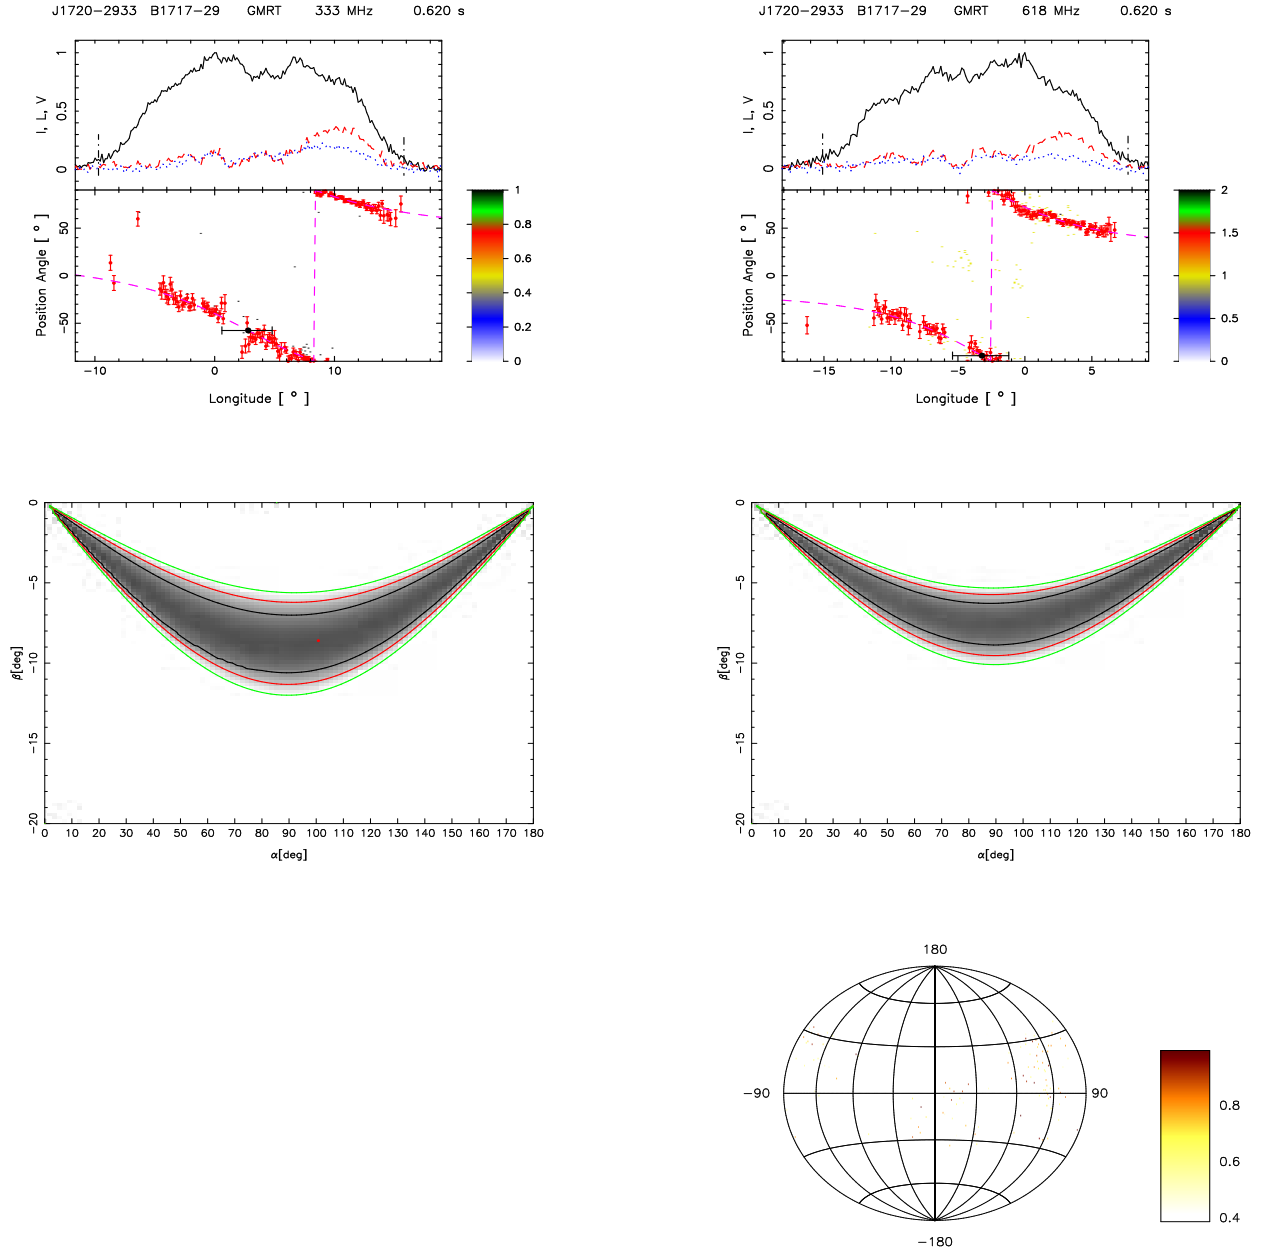 J1720−2933 B1717−29 GMRT 333 MHz 0.620 s
I, L, V
0 0.5 1
Position Angle [ ° ]
−50 0 50
−10 0 10
Longitude [ ° ]
0 0.2 0.4 0.6 0.8 1
J1720−2933 B1717−29 GMRT 618 MHz 0.620 s
I, L, V
0 0.5 1
Position Angle [ ° ]
−50 0 50
−15 −10 −5 0 5
Longitude [ ° ]
0 0.5 1 1.5 2
β[deg]
−20 −15 −10 −5 0
0 10 20 30 40 50 60 70 80 90 100 110 120 130 140 150 160 170 180
α[deg]
β[deg]
−20 −15 −10 −5 0
0 10 20 30 40 50 60 70 80 90 100 110 120 130 140 150 160 170 180
α[deg]
180
−90 90
−180
0.8
0.6
0.4